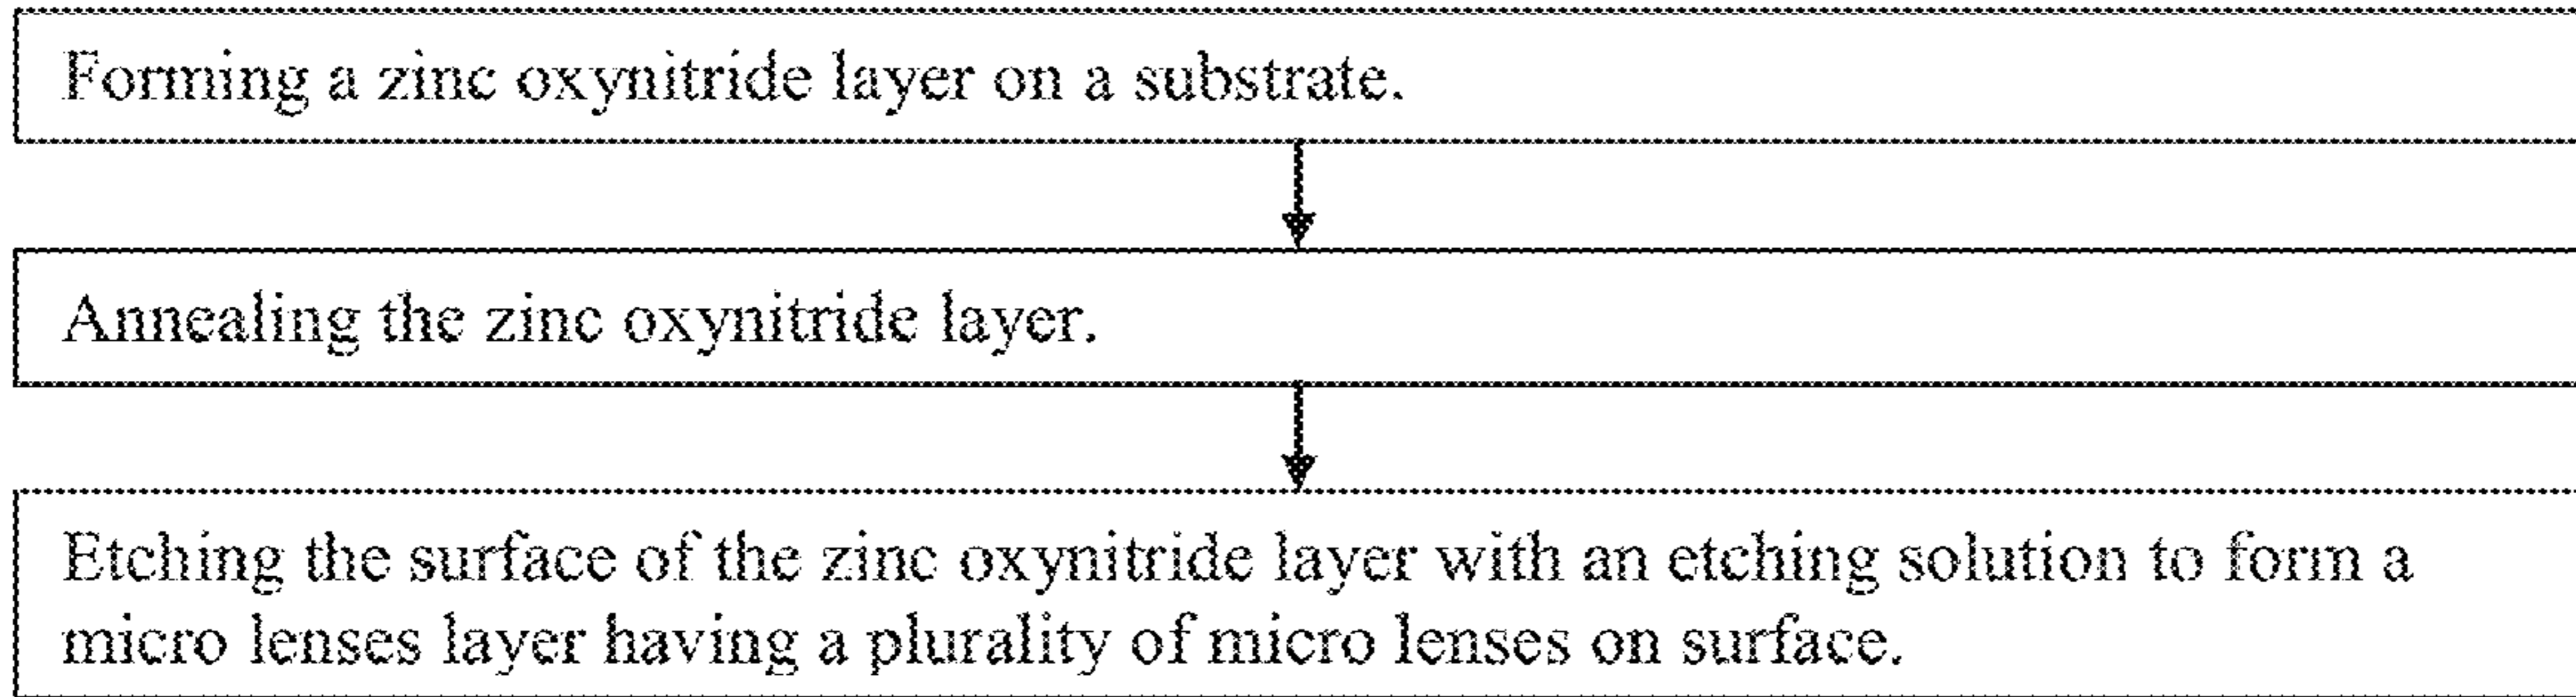 Forming a zinc oxynitride layer on a substrate.
Annealing the zinc oxynitride layer.
Etching the surface of the zinc oxynitride layer with an etching solution to form a
micro lenses layer having a plurality of micro lenses on surface.